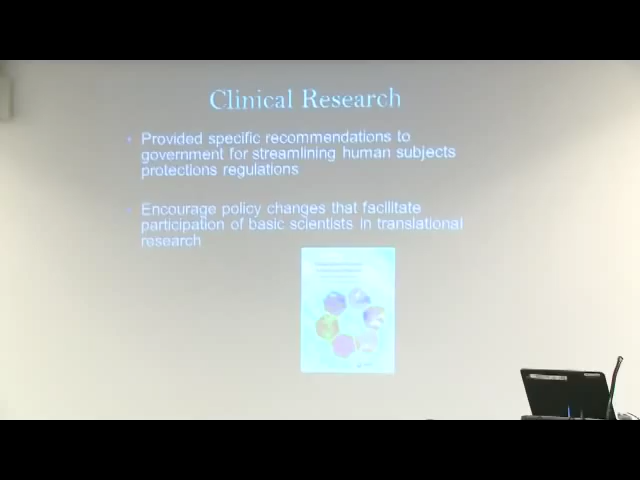 Clinical Research
• Provided specific recommendations to
government for streamlining human subjects
protections regulations
• Encourage policy changes that facilitate
participation of basic scientists in translational
research